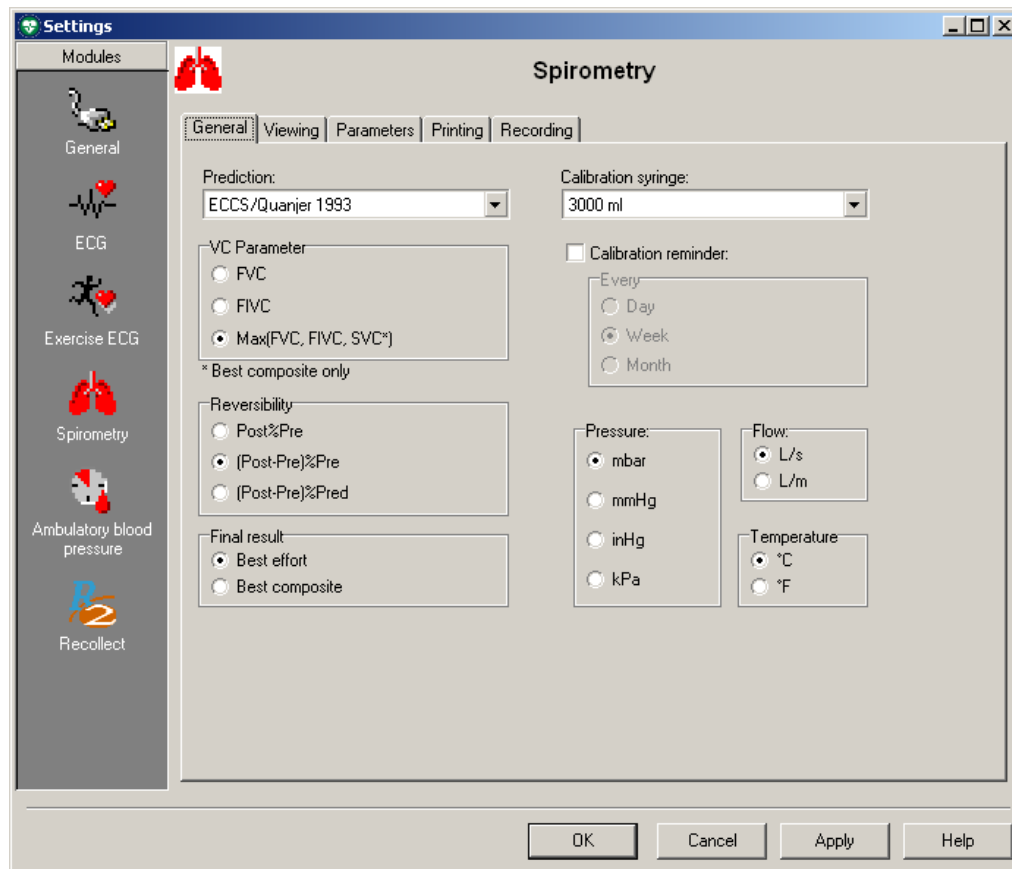 Settings
Modules
General
ECG
Exercise ECG
Spirometry
Ambulatory blood
pressure
R2
Recollect
Spirometry
General
Viewing
Parameters
Printing
Recording
Prediction:
ECCS/Quanjer 1993
VC Parameter
FVC
FIVC
Max(FVC, FIVC, SVC*)
* Best composite only
Reversibility
Post%Pre
(Post-Pre)%Pre
(Post-Pre)%Pred
Final result
Best effort
Best composite
Calibration syringe:
3000 ml
Calibration reminder:
Every
Day
Week
Month
Pressure:
mbar
mmHg
inHg
kPa
Flow:
L/s
L/m
Temperature
°C
°F
OK
Cancel
Apply
Help